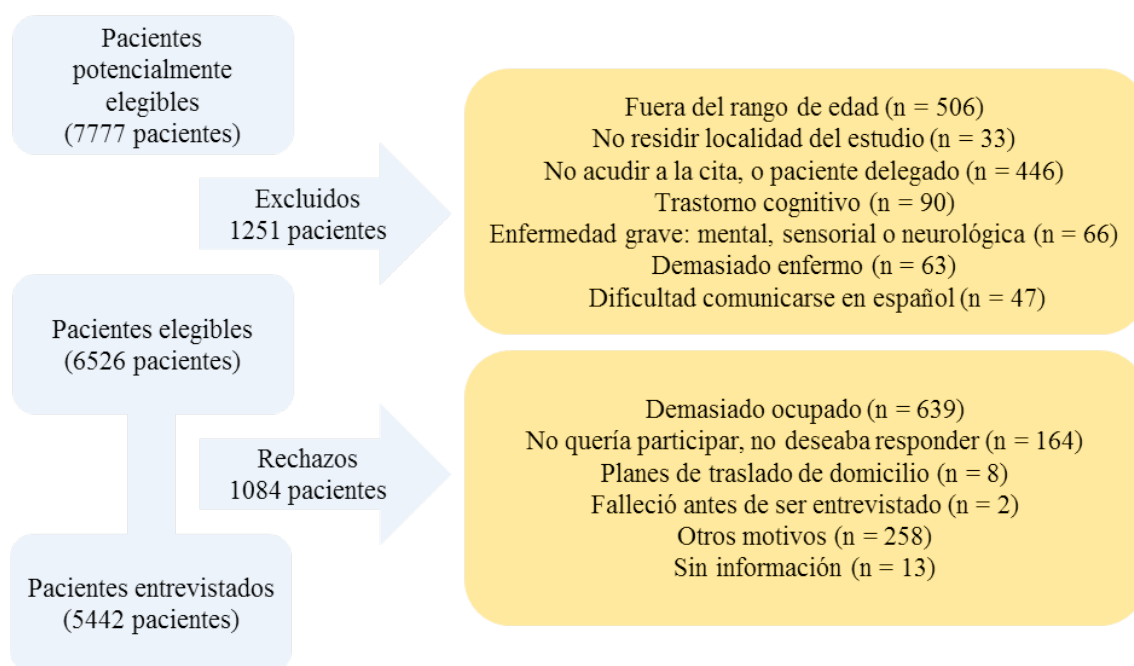 Pacientes
potencialmente
elegibles
(7777 pacientes)
Excluidos
1251 pacientes
Fuera del rango de edad (n = 506)
No residir localidad del estudio (n = 33)
No acudir a la cita, o paciente delegado (n = 446)
Trastorno cognitivo (n = 90)
Enfermedad grave: mental, sensorial o neurológica (n = 66)
Demasiado enfermo (n = 63)
Dificultad comunicarse en español (n = 47)
Pacientes elegibles
(6526 pacientes)
Rechazos
1084 pacientes
Demasiado ocupado (n = 639)
No quería participar, no deseaba responder (n = 164)
Planes de traslado de domicilio (n = 8)
Falleció antes de ser entrevistado (n = 2)
Otros motivos (n = 258)
Sin información (n = 13)
Pacientes entrevistados
(5442 pacientes)